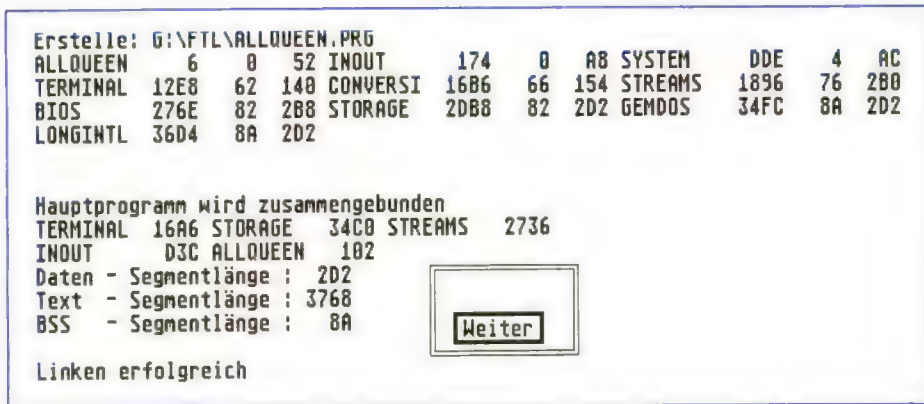 Erstelle: G:\FTL\ALLQUEEN.PRG
ALLQUEEN 6 0 52 INOUT 174 0 A8 SYSTEM DDE 4 AC
TERMINAL 12E8 62 140 CONVERSI 16B6 66 154 STREAMS 1896 76 2B0
BIOS 276E 82 2B8 STORAGE 2DB8 82 2D2 GEMDOS 34FC 8A 2D2
LONGINTL 36D4 8A 2D2
Hauptprogramm wird zusammengebunden
TERMINAL 16A6 STORAGE 34C0 STREAMS 2736
INOUT D3C ALLQUEEN 102
Daten - Segmentlänge : 2D2
Text - Segmentlänge : 3768
BSS - Segmentlänge : 8A
Weiter
Linken erfolgreich